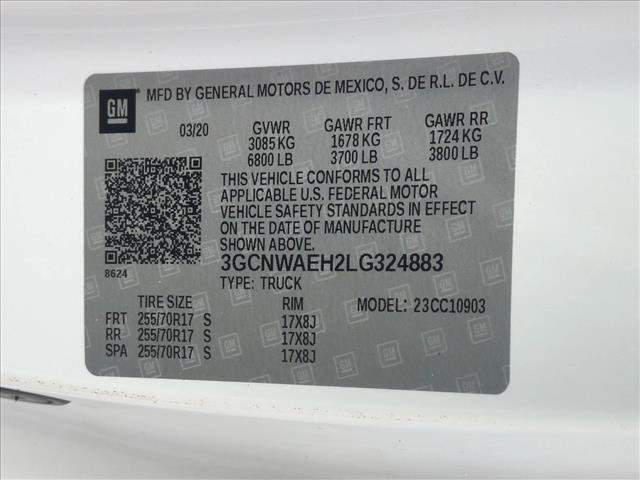 GM
MFD BY GENERAL MOTORS DE MEXICO, S. DE R.L. DE C.V.
03/20 GVWR GAWR FRT GAWR RR
3085 KG 1678 KG 1724 KG
6800 LB 3700 LB 3800 LB
THIS VEHICLE CONFORMS TO ALL
APPLICABLE U.S. FEDERAL MOTOR
VEHICLE SAFETY STANDARDS IN EFFECT
ON THE DATE OF MANUFACTURE
SHOWN ABOVE.
8624
3GCNWAEH2LG324883
TYPE: TRUCK
TIRE SIZE RIM MODEL: 23CC10903
FRT 255/70R17 S 17X8J
RR 255/70R17 S 17X8J
SPA 255/70R17 S 17X8J